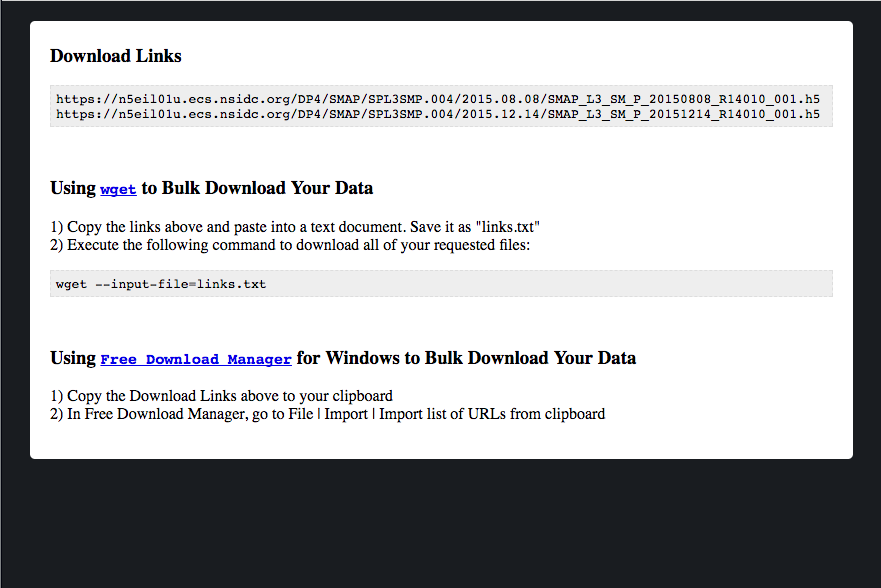 Download Links
https://n5eil01u.ecs.nsidc.org/DP4/SMAP/SPL3SMP.004/2015.08.08/SMAP_L3_SM_P_20150808_R14010_001.h5
https://n5eil01u.ecs.nsidc.org/DP4/SMAP/SPL3SMP.004/2015.12.14/SMAP_L3_SM_P_20151214_R14010_001.h5
Using wget to Bulk Download Your Data
1) Copy the links above and paste into a text document. Save it as "links.txt"
2) Execute the following command to download all of your requested files:
wget --input-file=links.txt
Using Free Download Manager for Windows to Bulk Download Your Data
1) Copy the Download Links above to your clipboard
2) In Free Download Manager, go to File | Import | Import list of URLs from clipboard